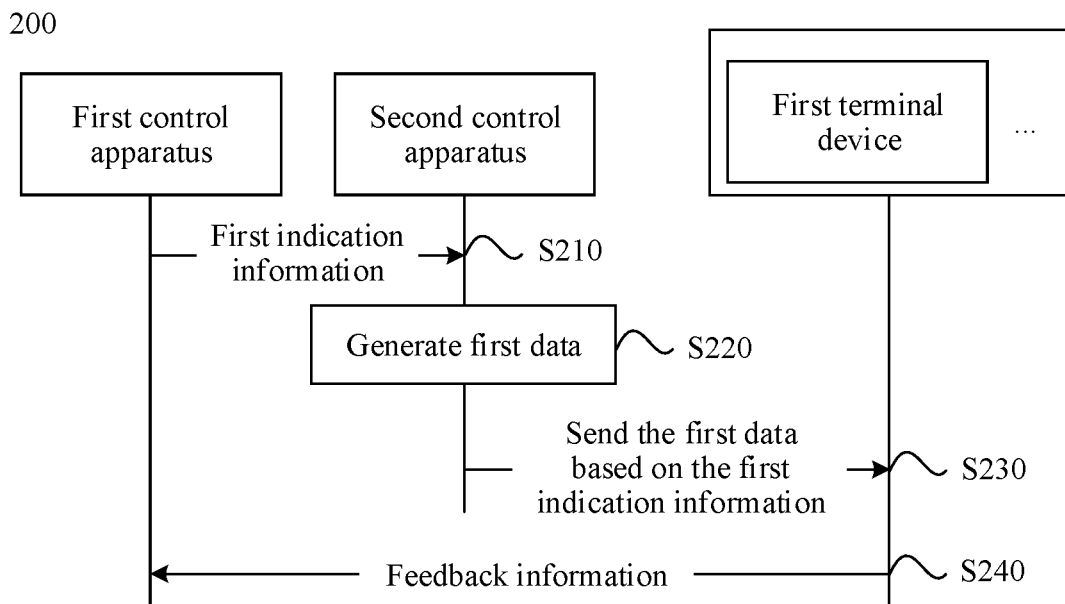 200
First control
apparatus
Second control
apparatus
First terminal
device
...
First indication
information
S210
Generate first data
S220
Send the first data
based on the first
indication information
S230
Feedback information
S240